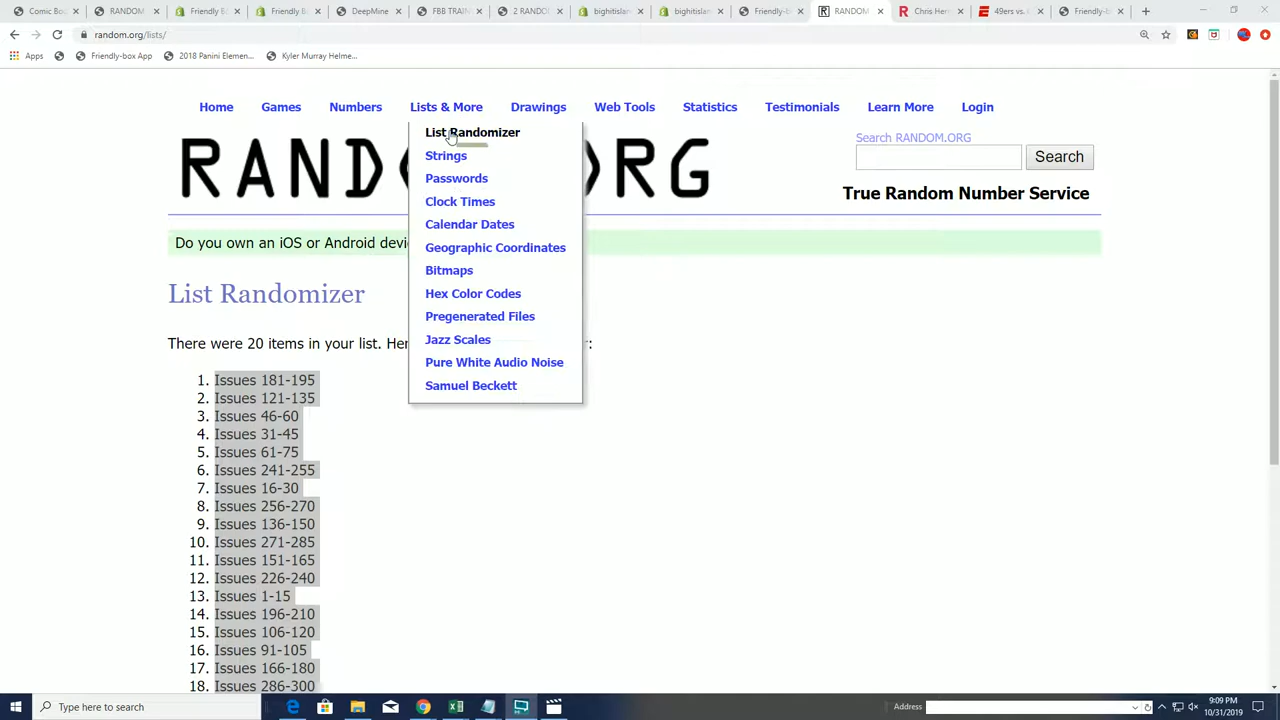 Comic Boo
RANDOM
Friendly B
Friendly B
DeepMine
FBB TRAIN
2 RANDO
bighitislan
bighitislan
Friendly-b
RANDOM
Chris-Her
49ers vs.
Friendly-b
random.org/lists/
Apps
Friendly-box App
2018 Panini Elemen...
Kyler Murray Helme...
Home
Games
Numbers
Lists & More
Drawings
Web Tools
Statistics
Testimonials
Learn More
Login
List Randomizer
Strings
Passwords
Clock Times
Calendar Dates
Geographic Coordinates
Bitmaps
Hex Color Codes
Pregenerated Files
Jazz Scales
Pure White Audio Noise
Samuel Beckett
Search RANDOM.ORG
Search
True Random Number Service
Do you own an iOS or Android devi
List Randomizer
There were 20 items in your list. Her
1. Issues 181-195
2. Issues 121-135
3. Issues 46-60
4. Issues 31-45
5. Issues 61-75
6. Issues 241-255
7. Issues 16-30
8. Issues 256-270
9. Issues 136-150
10. Issues 271-285
11. Issues 151-165
12. Issues 226-240
13. Issues 1-15
14. Issues 196-210
15. Issues 106-120
16. Issues 91-105
17. Issues 166-180
18. Issues 286-300
Type here to search
Address
9:09 PM
10/31/2019